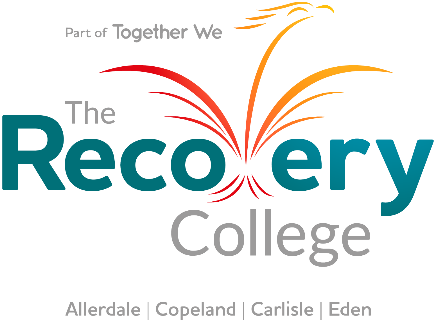 Part of Together We
The
Recovery
College
Allerdale | Copeland | Carlisle | Eden